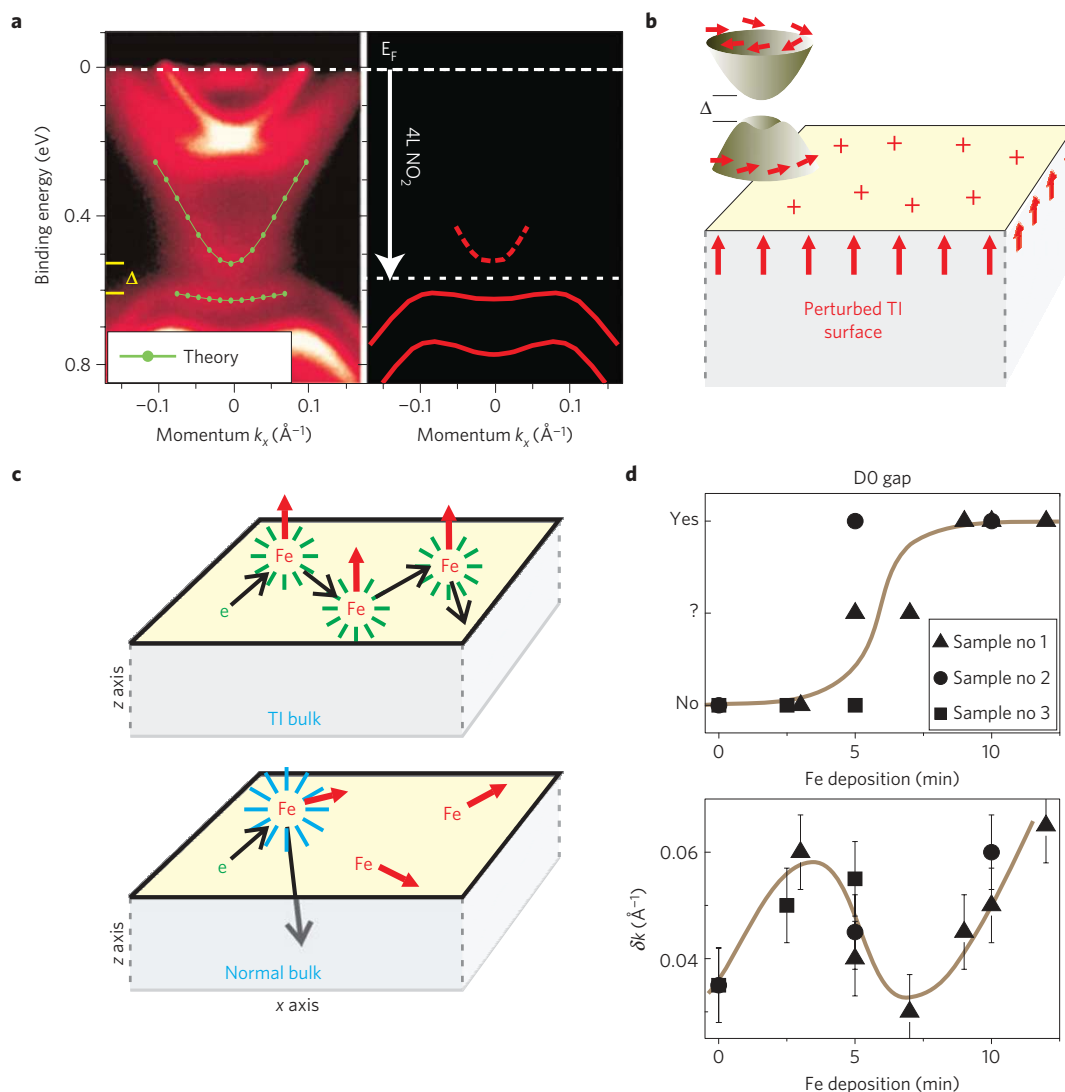 a
0
0.4
0.8
Binding energy (eV)
Δ
Theory
−0.1
0
0.1
Momentum kx (Å−1)
EF
4L NO2
−0.1
0
0.1
Momentum kx (Å−1)
b
Δ
+ + + +
+ + + +
Perturbed TI
surface
c
Fe
Fe
Fe
e
z axis
TI bulk
Fe
Fe
e
Fe
z axis
Normal bulk
x axis
d
D0 gap
Yes
?
No
Sample no 1
Sample no 2
Sample no 3
0
5
10
Fe deposition (min)
0.06
0.04
δk (Å−1)
0
5
10
Fe deposition (min)